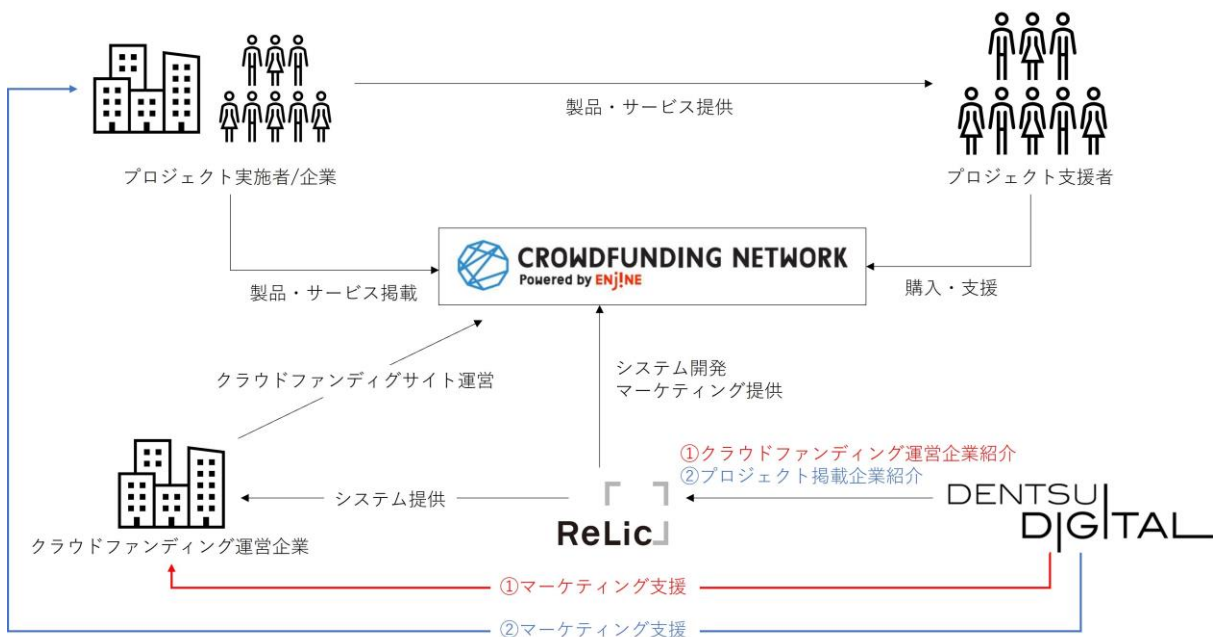 製品・サービス提供
プロジェクト実施者/企業
プロジェクト支援者
CROWDFUNDING NETWORK
Powered by ENjiNE
製品・サービス掲載
購入・支援
システム開発
マーケティング提供
クラウドファンディグサイト運営
①クラウドファンディング運営企業紹介
②プロジェクト掲載企業紹介
システム提供
ReLic
DENTSU
DIGITAL
クラウドファンディング運営企業
①マーケティング支援
②マーケティング支援